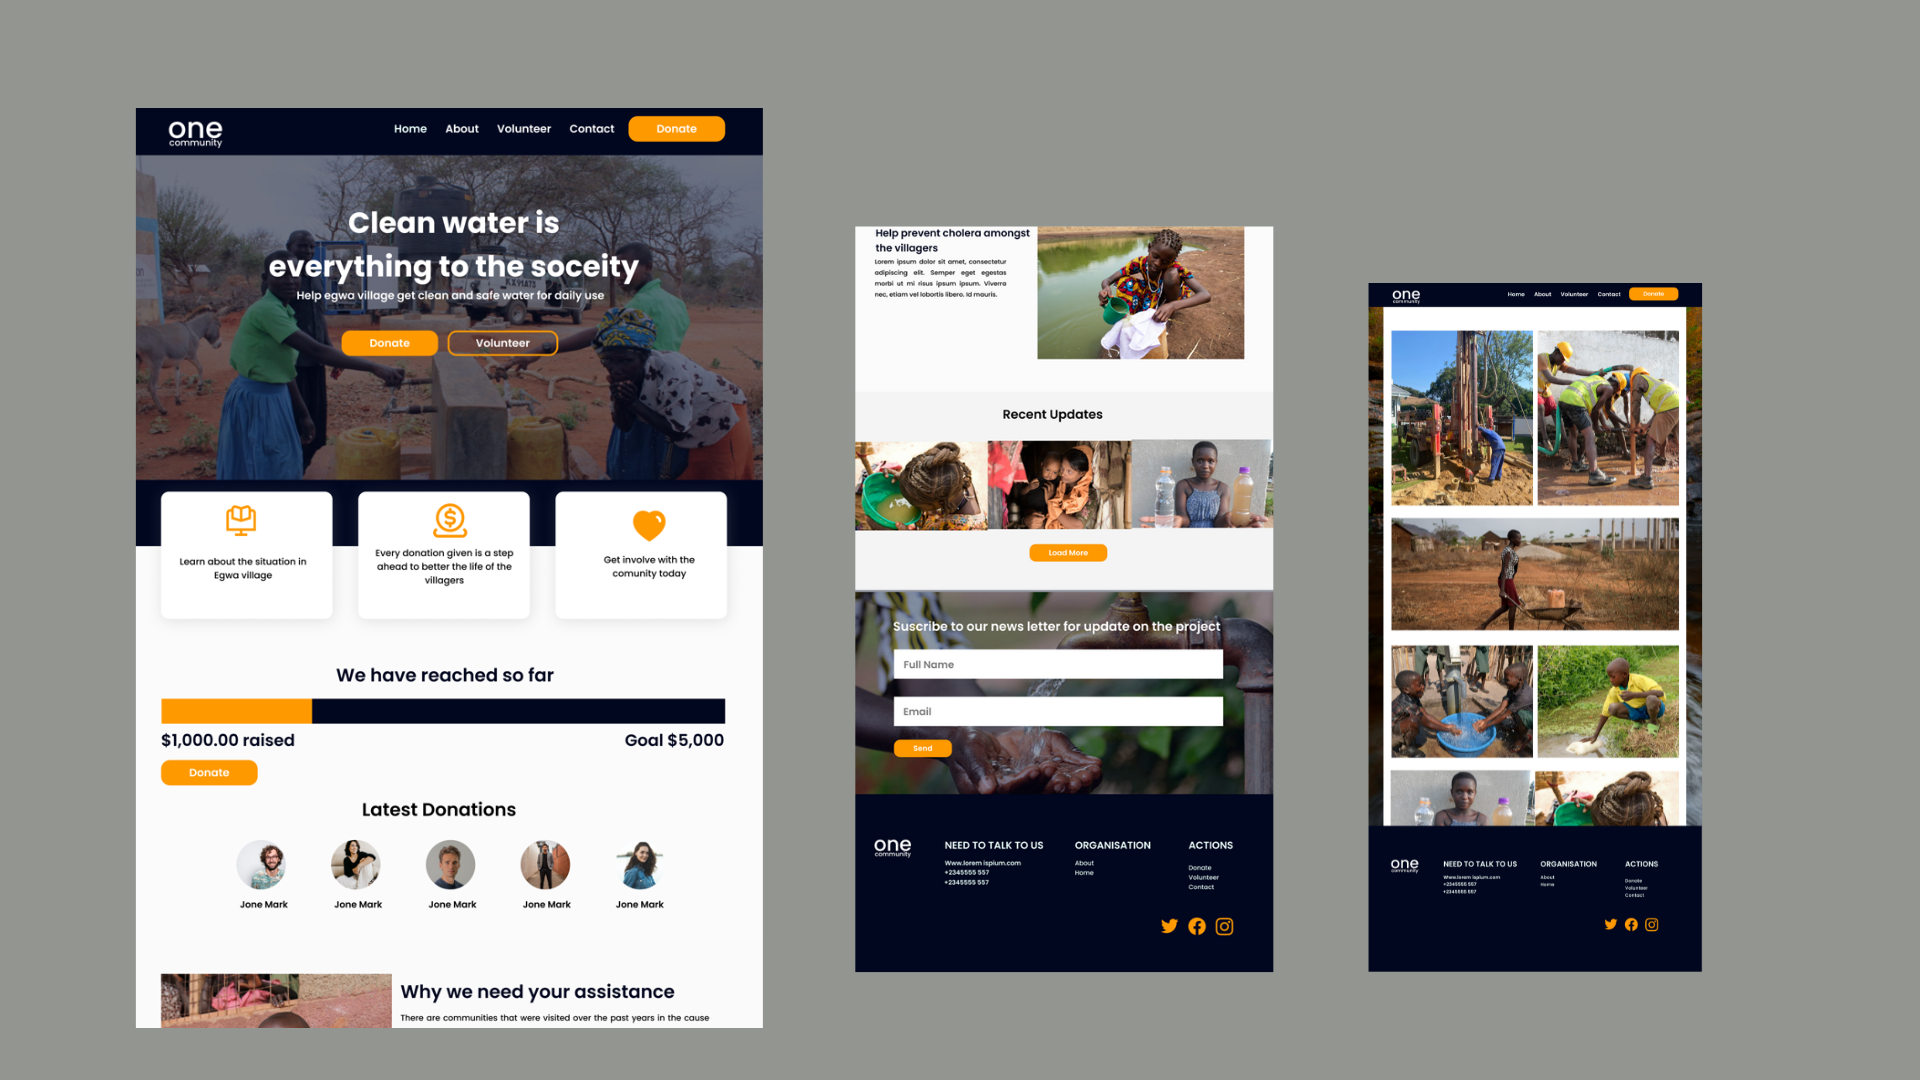 one
community
Home About Volunteer Contact Donate
Clean water is
everything to the soceity
Help egwa village get clean and safe water for daily use
Donate Volunteer
Learn about the situation in
Egwa village
Every donation given is a step
ahead to better the life of the
villagers
Get involve with the
comunity today
We have reached so far
$1,000.00 raised Goal $5,000
Donate
Latest Donations
Jone Mark Jone Mark Jone Mark Jone Mark Jone Mark
Why we need your assistance
There are communities that were visited over the past years in the cause
Help prevent cholera amongst
the villagers
Lorem ipsum dolor sit amet, consectetur
adipiscing elit. Semper eget egestas
morbi ut mi risus ipsum ipsum. Viverra
nec, etiam vel lobortis libero. Id mauris.
Recent Updates
Load More
Suscribe to our news letter for update on the project
Full Name
Email
Send
one
community
NEED TO TALK TO US
Www.lorem ispium.com
+2345555 557
+2345555 557
ORGANISATION
About
Home
ACTIONS
Donate
Volunteer
Contact
one
community
Home About Volunteer Contact Donate
one
community
NEED TO TALK TO US
Www.lorem ispium.com
+2345555 557
+2345555 557
ORGANISATION
About
Home
ACTIONS
Donate
Volunteer
Contact